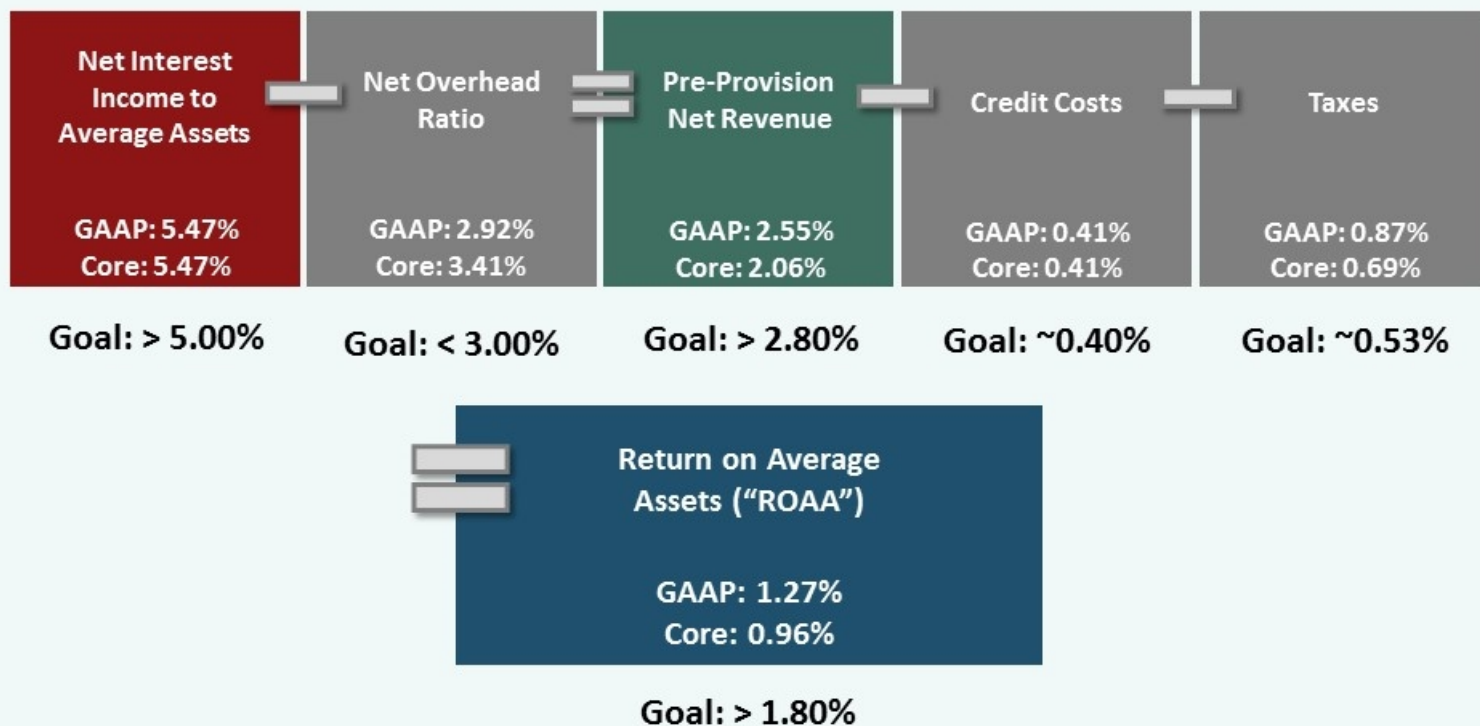 Net Interest
Income to
Average Assets
GAAP: 5.47%
Core: 5.47%
Goal: > 5.00%
Net Overhead
Ratio
GAAP: 2.92%
Core: 3.41%
Goal: < 3.00%
Pre-Provision
Net Revenue
GAAP: 2.55%
Core: 2.06%
Goal: > 2.80%
Credit Costs
GAAP: 0.41%
Core: 0.41%
Goal: ~0.40%
Taxes
GAAP: 0.87%
Core: 0.69%
Goal: ~0.53%
Return on Average
Assets (“ROAA”)
GAAP: 1.27%
Core: 0.96%
Goal: > 1.80%